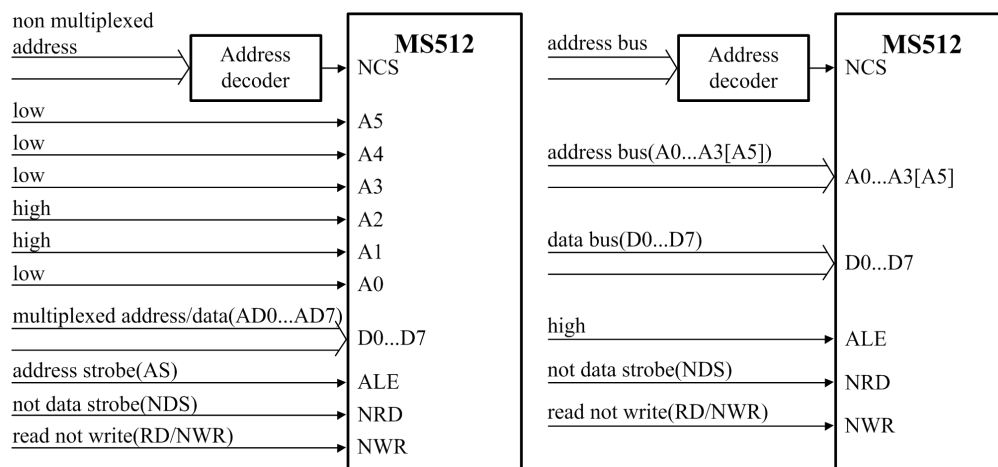 non multiplexed
address
Address
decoder
MS512
NCS
low
A5
low
A4
low
A3
high
A2
high
A1
low
A0
multiplexed address/data(AD0...AD7)
D0...D7
address strobe(AS)
ALE
not data strobe(NDS)
NRD
read not write(RD/NWR)
NWR
address bus
Address
decoder
MS512
NCS
address bus(A0...A3[A5])
A0...A3[A5]
data bus(D0...D7)
D0...D7
high
ALE
not data strobe(NDS)
NRD
read not write(RD/NWR)
NWR